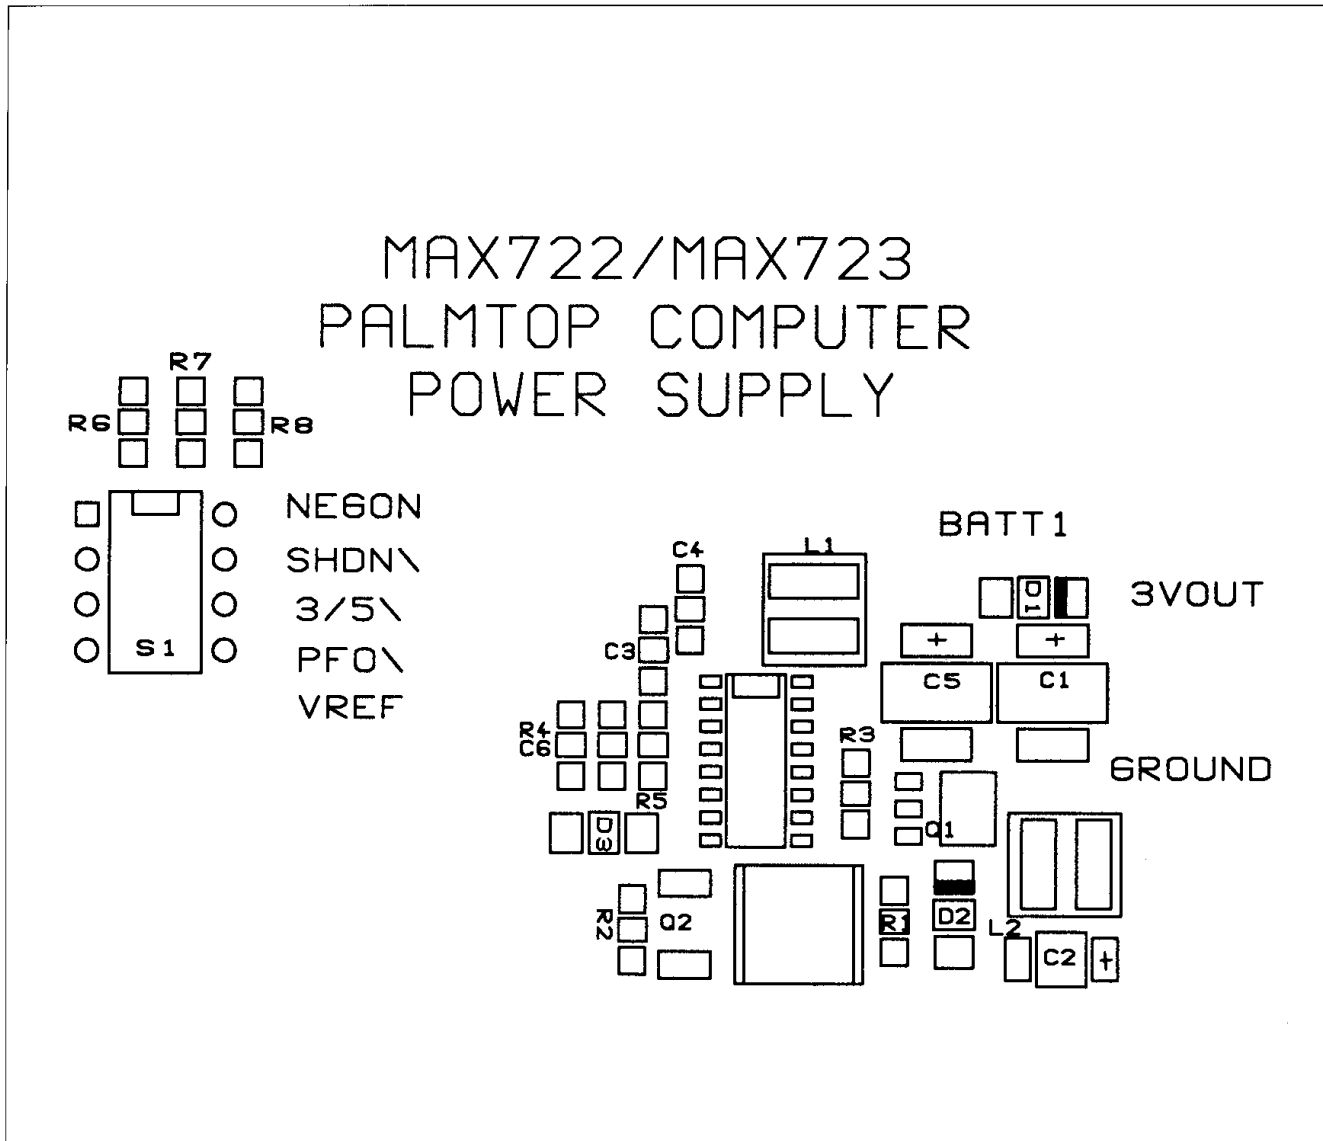 MAX722/MAX723
PALMTOP COMPUTER
POWER SUPPLY
R7
R6
R8
NEGON
SHDN\
3/5\
PFO\
VREF
S1
BATT1
C4
L1
D1
3VOUT
C3
C5
C1
R4
C6
R3
GROUND
R5
D3
Q1
R2
Q2
R1
D2
L2
C2